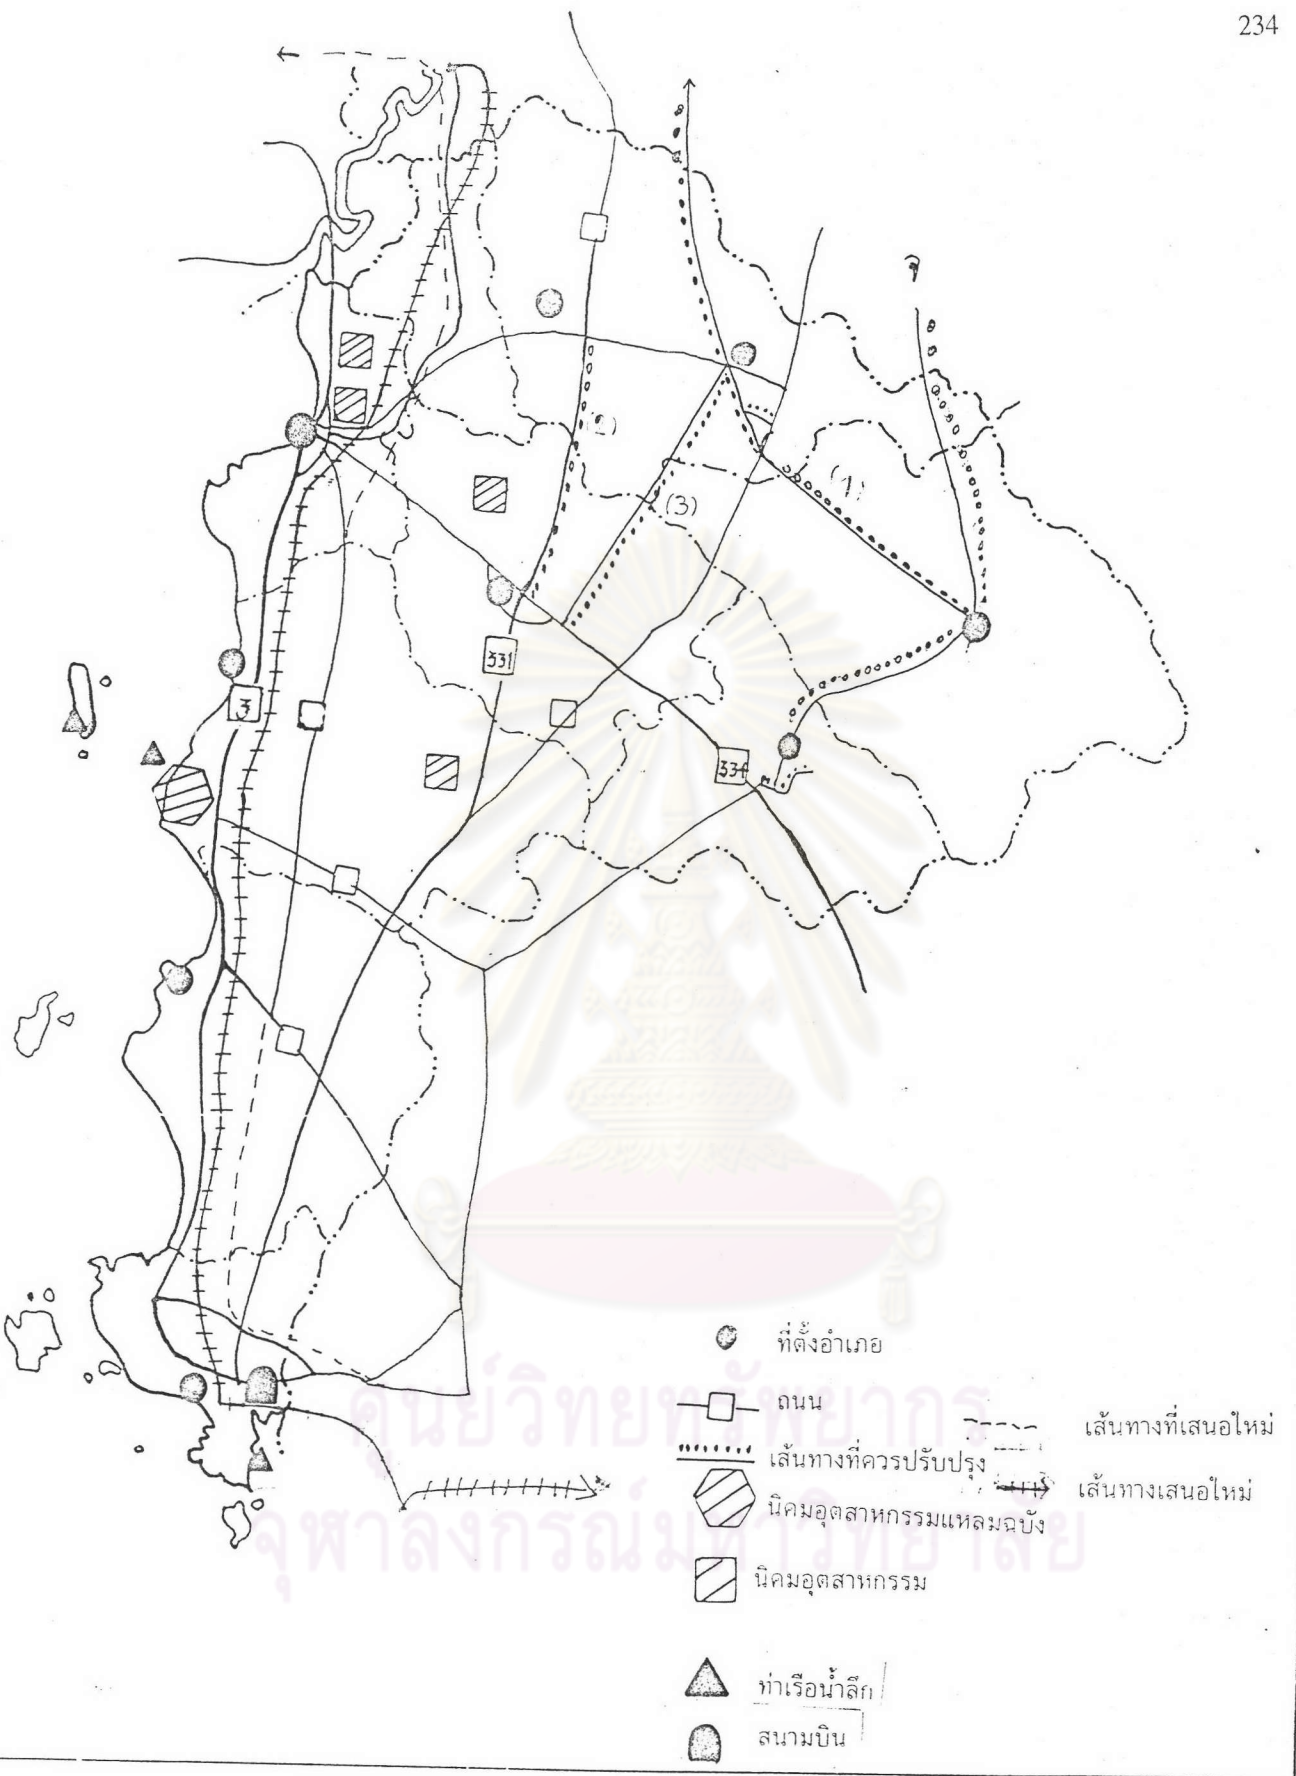 234
(2)
(1)
(3)
331
3
331
ที่ตั้งอำเภอ
ถนน
เส้นทางที่เสนอใหม่
เส้นทางที่ควรปรับปรุง
เส้นทางเสนอใหม่
นิคมอุตสาหกรรมแหลมฉบัง
นิคมอุตสาหกรรม
ท่าเรือน้ำลึก
สนามบิน
ศูนย์วิทยทรัพยากร
จุฬาลงกรณ์มหาวิทยาลัย